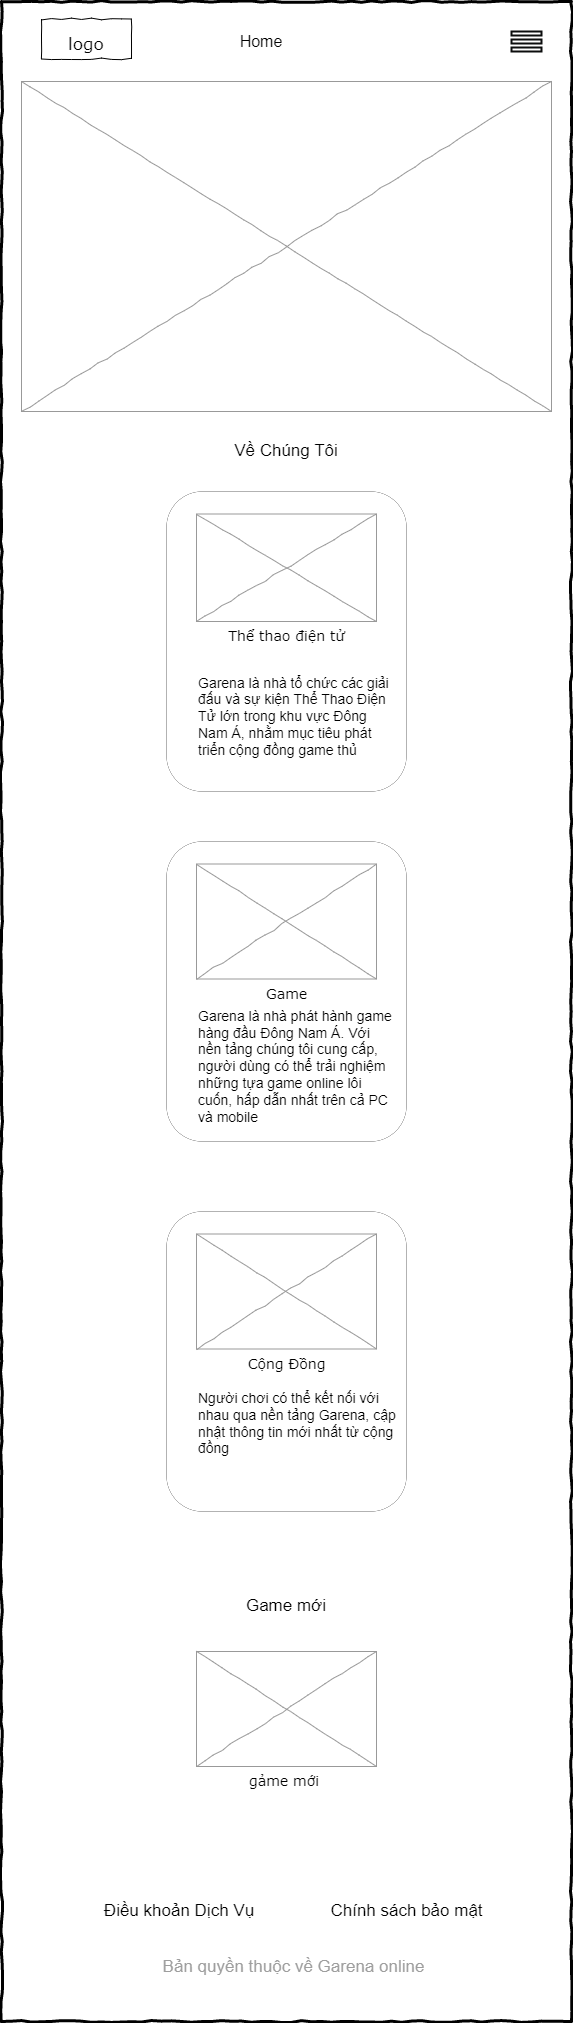 logo
Home
Về Chúng Tôi
Thể thao điện tử
Garena là nhà tổ chức các giải
đấu và sự kiện Thể Thao Điện
Tử lớn trong khu vực Đông
Nam Á, nhằm mục tiêu phát
triển cộng đồng game thủ
Game
Garena là nhà phát hành game
hàng đầu Đông Nam Á. Với
nền tảng chúng tôi cung cấp,
người dùng có thể trải nghiệm
những tựa game online lôi
cuốn, hấp dẫn nhất trên cả PC
và mobile
Cộng Đồng
Người chơi có thể kết nối với
nhau qua nền tảng Garena, cập
nhật thông tin mới nhất từ cộng
đồng
Game mới
gảme mới
Điều khoản Dịch Vụ
Chính sách bảo mật
Bản quyền thuộc về Garena online